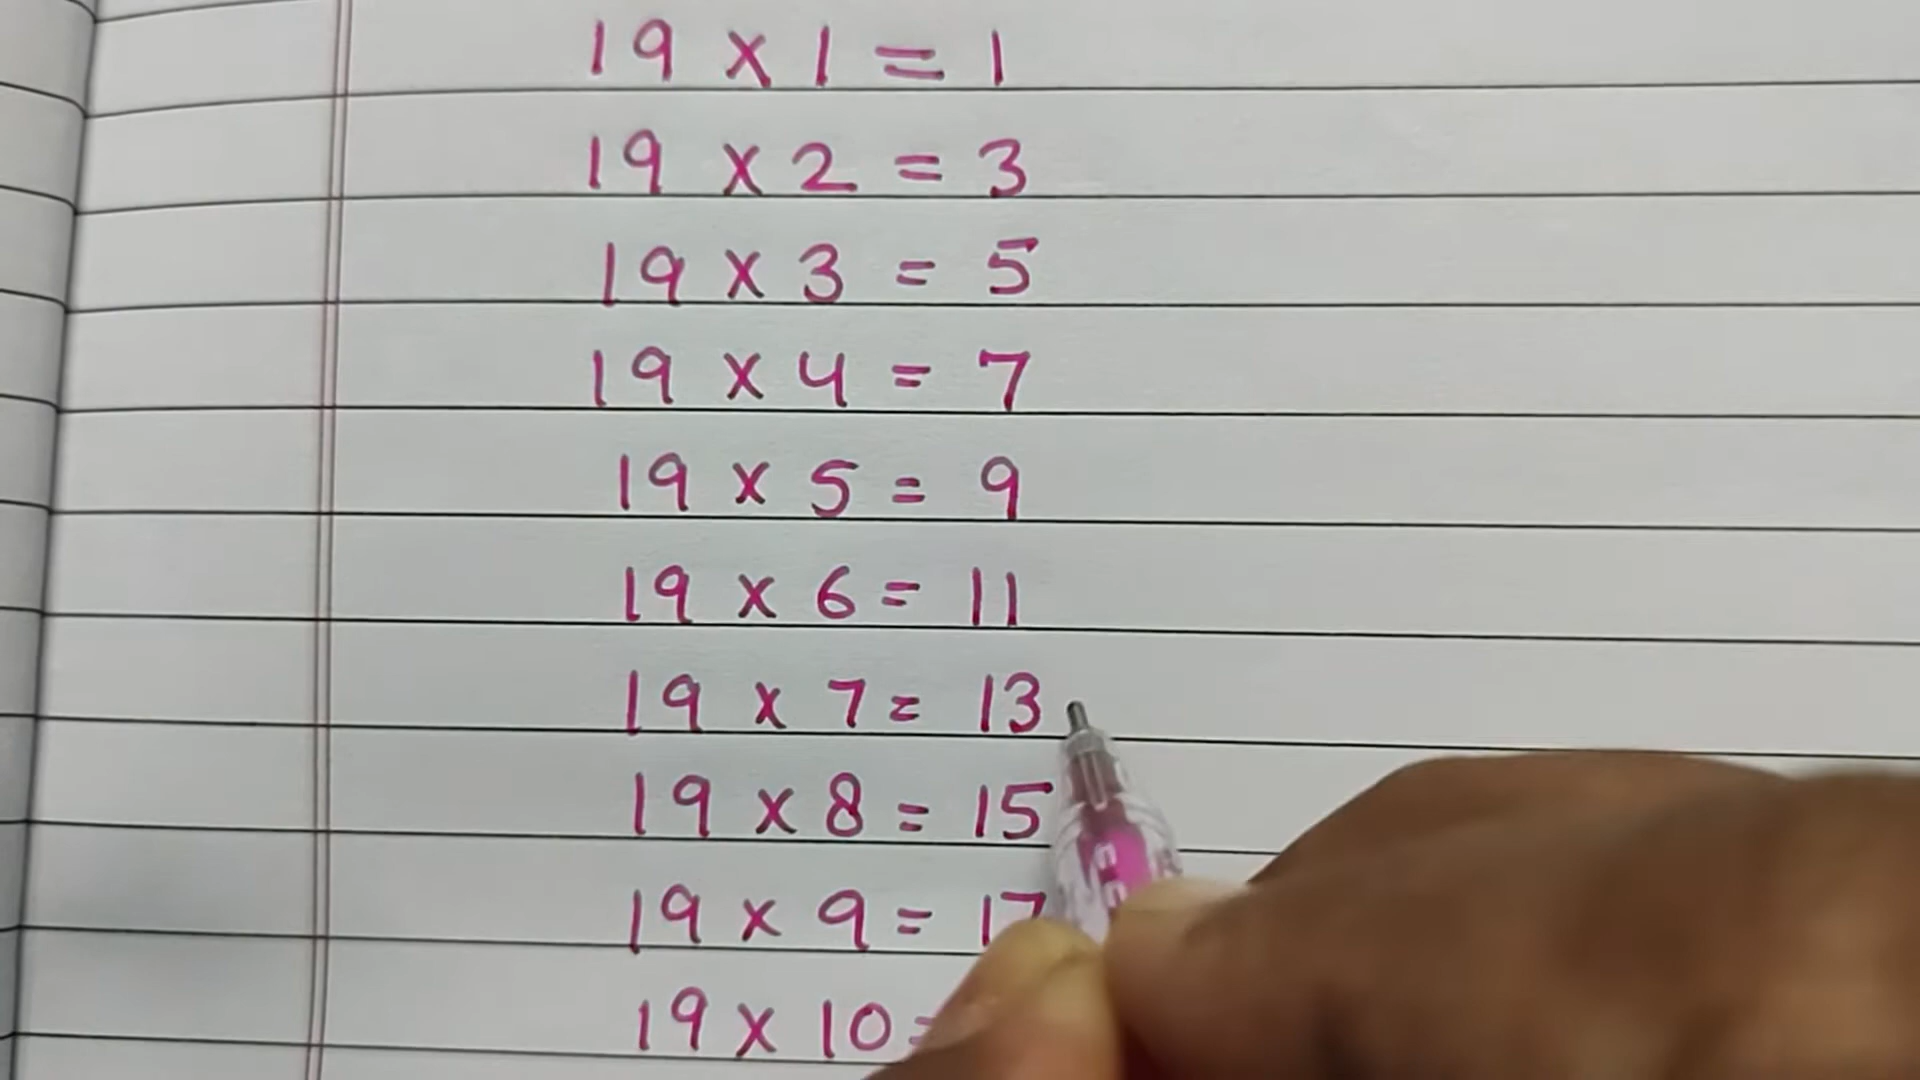 19 x 1 = 1
19 x 2 = 3
19 x 3 = 5
19 x 4 = 7
19 x 5 = 9
19 x 6 = 11
19 x 7 = 13
19 x 8 = 15
19 x 9 = 17
19 x 10 =